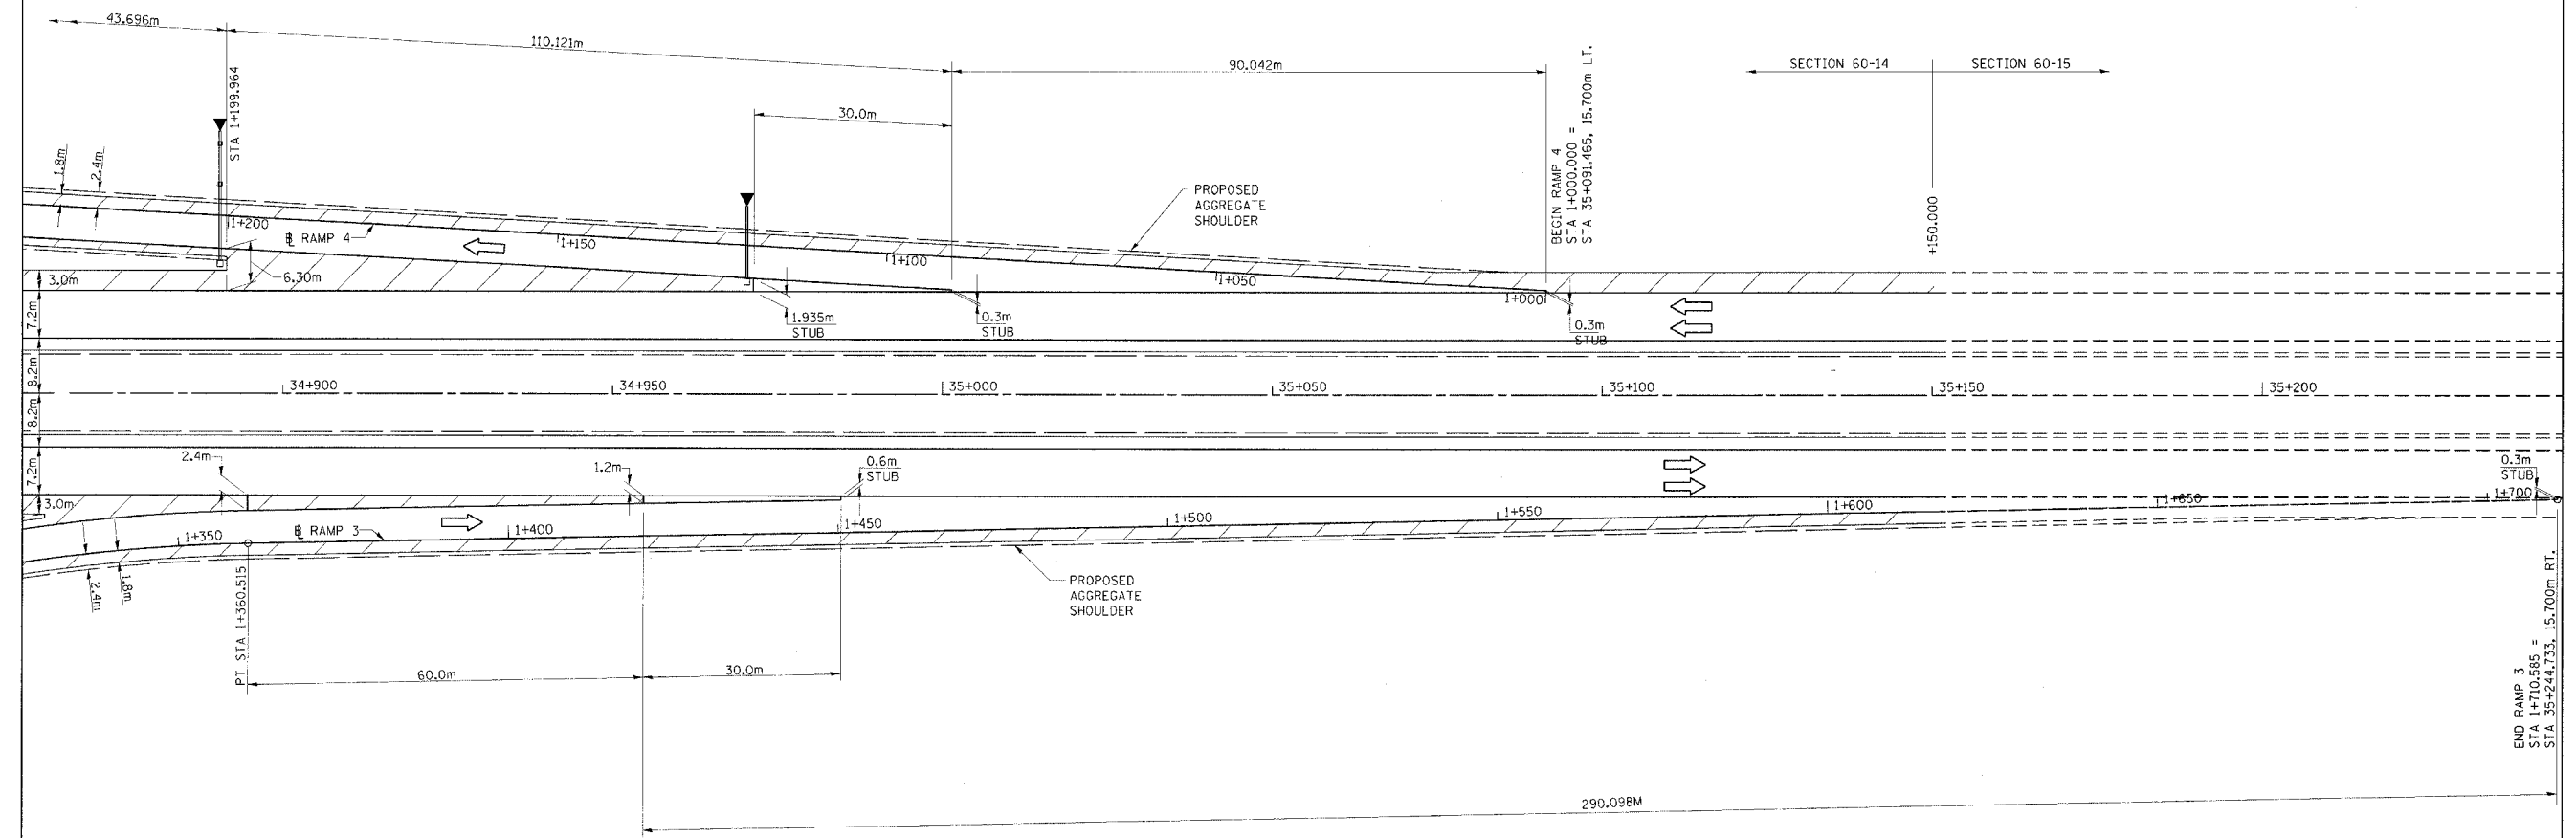 43.696m
110.121m
90.042m
SECTION 60-14
SECTION 60-15
STA 1+199.964
30.0m
BEGIN RAMP 4
STA 1+000.000 =
STA 35+091.465, 15.700m LT.
1.8m
2.4m
PROPOSED
AGGREGATE
SHOULDER
+150.000
1+200
RAMP 4
1+150
1+100
1+050
1+000
3.0m
6.30m
1.935m
STUB
0.3m
STUB
0.3m
STUB
7.2m
8.2m
34+900
34+950
35+000
35+050
35+100
35+150
35+200
8.2m
7.2m
2.4m
1.2m
0.6m
STUB
0.3m
STUB
3.0m
1+350
RAMP 3
1+400
1+450
1+500
1+550
1+600
1+650
1+700
2.4m
1.8m
PROPOSED
AGGREGATE
SHOULDER
PT STA 1+360.515
60.0m
30.0m
END RAMP 3
STA 1+710.585 =
STA 35+244.733, 15.700m RT.
290.098M